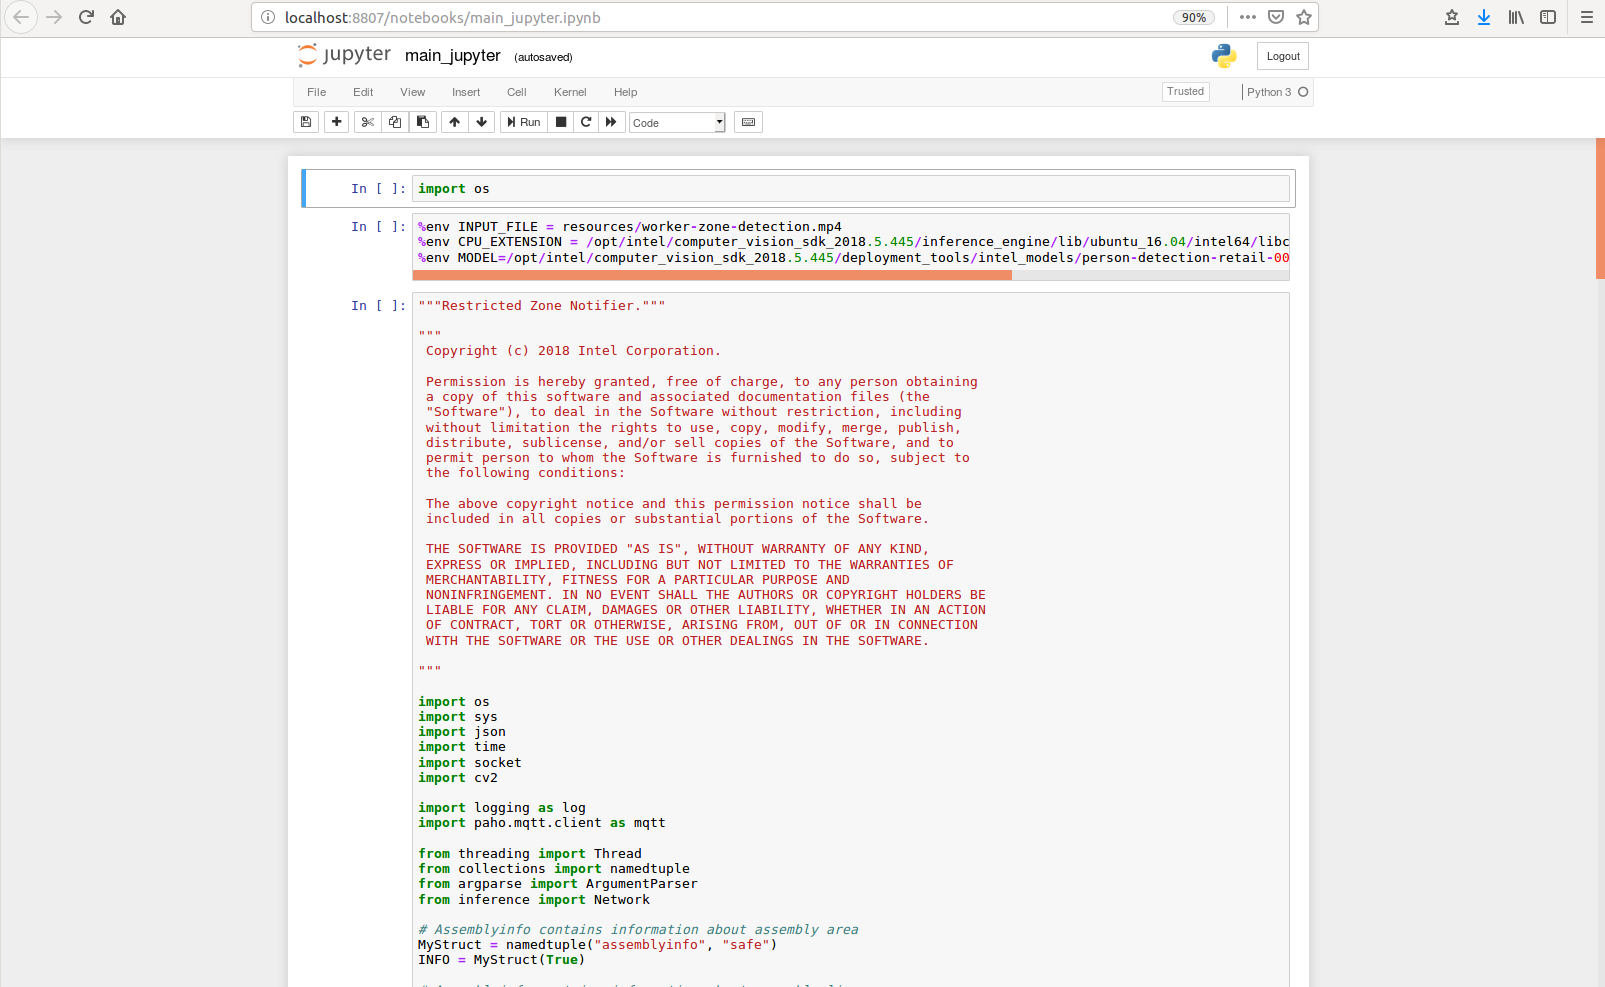 localhost:8807/notebooks/main_jupyter.ipynb
90%
jupyter main_jupyter (autosaved)
Logout
File Edit View Insert Cell Kernel Help
Trusted
Python 3
Run
Code
In [ ]: import os
In [ ]: %env INPUT_FILE = resources/worker-zone-detection.mp4
%env CPU_EXTENSION = /opt/intel/computer_vision_sdk_2018.5.445/inference_engine/lib/ubuntu_16.04/intel64/libc
%env MODEL=/opt/intel/computer_vision_sdk_2018.5.445/deployment_tools/intel_models/person-detection-retail-00
In [ ]: """Restricted Zone Notifier."""
"""
Copyright (c) 2018 Intel Corporation.
Permission is hereby granted, free of charge, to any person obtaining
a copy of this software and associated documentation files (the
"Software"), to deal in the Software without restriction, including
without limitation the rights to use, copy, modify, merge, publish,
distribute, sublicense, and/or sell copies of the Software, and to
permit person to whom the Software is furnished to do so, subject to
the following conditions:
The above copyright notice and this permission notice shall be
included in all copies or substantial portions of the Software.
THE SOFTWARE IS PROVIDED "AS IS", WITHOUT WARRANTY OF ANY KIND,
EXPRESS OR IMPLIED, INCLUDING BUT NOT LIMITED TO THE WARRANTIES OF
MERCHANTABILITY, FITNESS FOR A PARTICULAR PURPOSE AND
NONINFRINGEMENT. IN NO EVENT SHALL THE AUTHORS OR COPYRIGHT HOLDERS BE
LIABLE FOR ANY CLAIM, DAMAGES OR OTHER LIABILITY, WHETHER IN AN ACTION
OF CONTRACT, TORT OR OTHERWISE, ARISING FROM, OUT OF OR IN CONNECTION
WITH THE SOFTWARE OR THE USE OR OTHER DEALINGS IN THE SOFTWARE.
"""
import os
import sys
import json
import time
import socket
import cv2
import logging as log
import paho.mqtt.client as mqtt
from threading import Thread
from collections import namedtuple
from argparse import ArgumentParser
from inference import Network
# Assemblyinfo contains information about assembly area
MyStruct = namedtuple("assemblyinfo", "safe")
INFO = MyStruct(True)